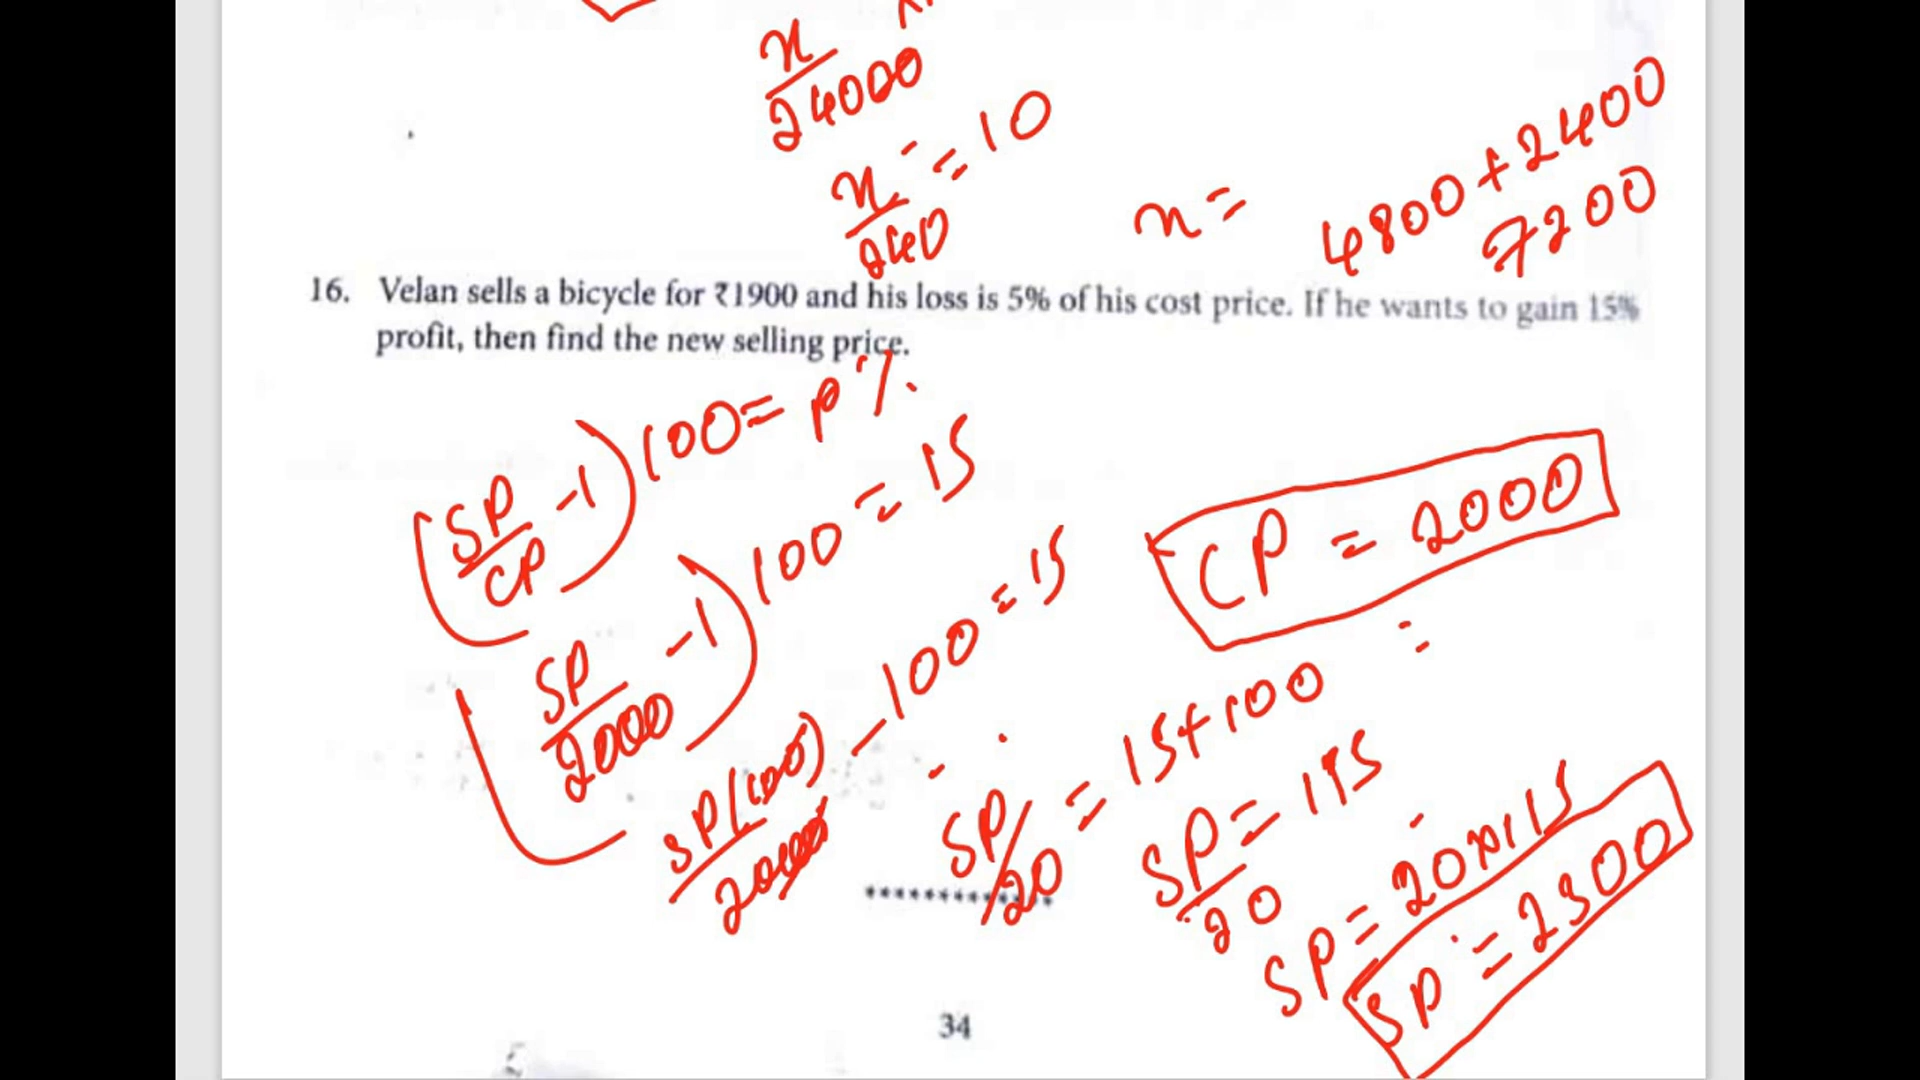 x/24000
x/240 = 10
x =
4800 + 2400
7200
16. Velan sells a bicycle for ₹1900 and his loss is 5% of his cost price. If he wants to gain 15%
profit, then find the new selling price.
(SP/CP -1) 100 = P%.
(SP/2000 -1) 100 = 15
CP = 2000
=
SP(100)/2000 - 100 = 15
SP/20 = 15+100
SP/20 = 115
SP = 20x115
SP = 2300
34